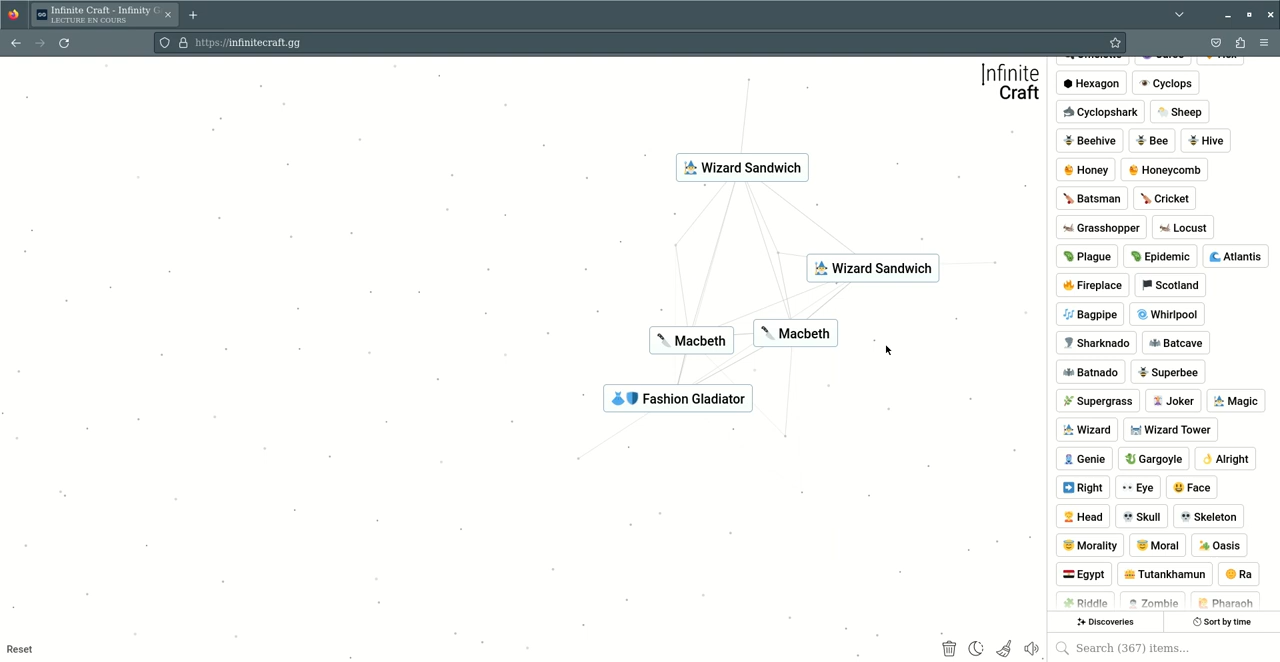 Infinite Craft - Infinity C
LECTURE EN COURS
https://infinitecraft.gg
Infinite
Craft
Wizard Sandwich
Wizard Sandwich
Macbeth
Macbeth
Fashion Gladiator
Reset
Hexagon Cyclops
Cyclopshark Sheep
Beehive Bee Hive
Honey Honeycomb
Batsman Cricket
Grasshopper Locust
Plague Epidemic Atlantis
Fireplace Scotland
Bagpipe Whirlpool
Sharknado Batcave
Batnado Superbee
Supergrass Joker Magic
Wizard Wizard Tower
Genie Gargoyle Alright
Right Eye Face
Head Skull Skeleton
Morality Moral Oasis
Egypt Tutankhamun Ra
Riddle Zombie Pharaoh
Discoveries Sort by time
Search (367) items...